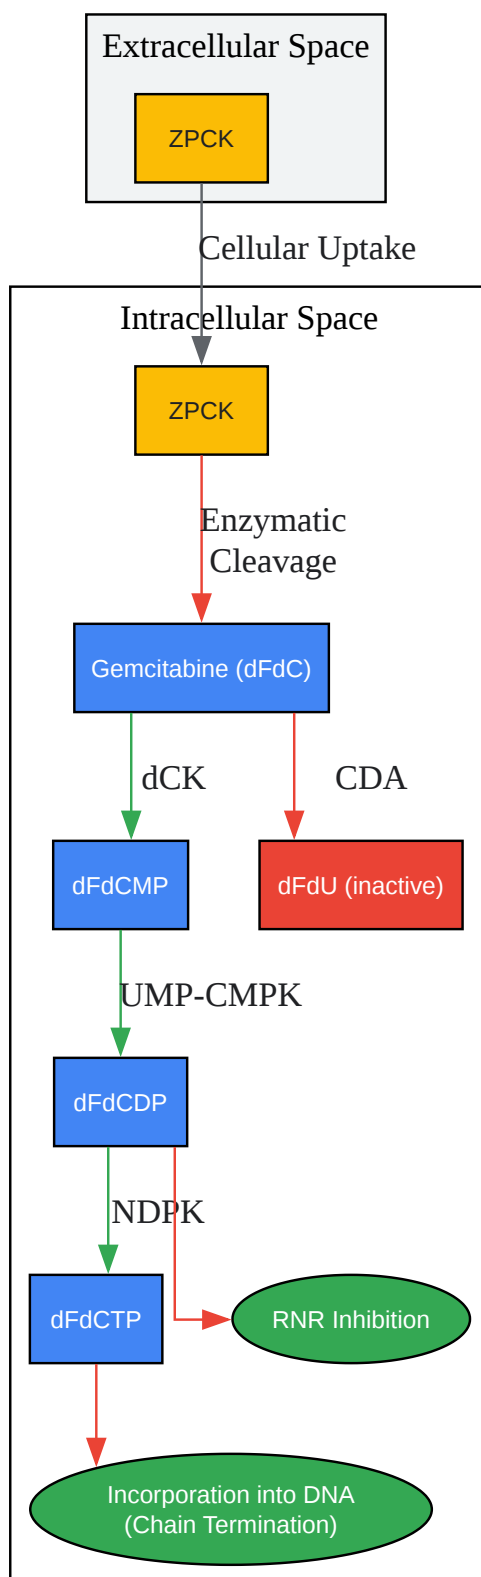 Extracellular Space
ZPCK
Cellular Uptake
Intracellular Space
ZPCK
Enzymatic
Cleavage
Gemcitabine (dFdC)
dCK
CDA
dFdCMP
dFdU (inactive)
UMP-CMPK
dFdCDP
NDPK
dFdCTP
RNR Inhibition
Incorporation into DNA
(Chain Termination)